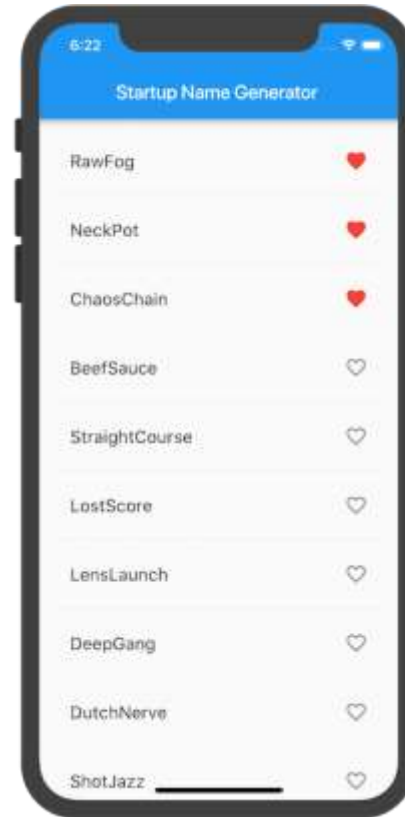 6:22
Startup Name Generator
RawFog
NeckPot
ChaosChain
BeefSauce
StraightCourse
LostScore
LensLaunch
DeepGang
DutchNerve
ShotJazz